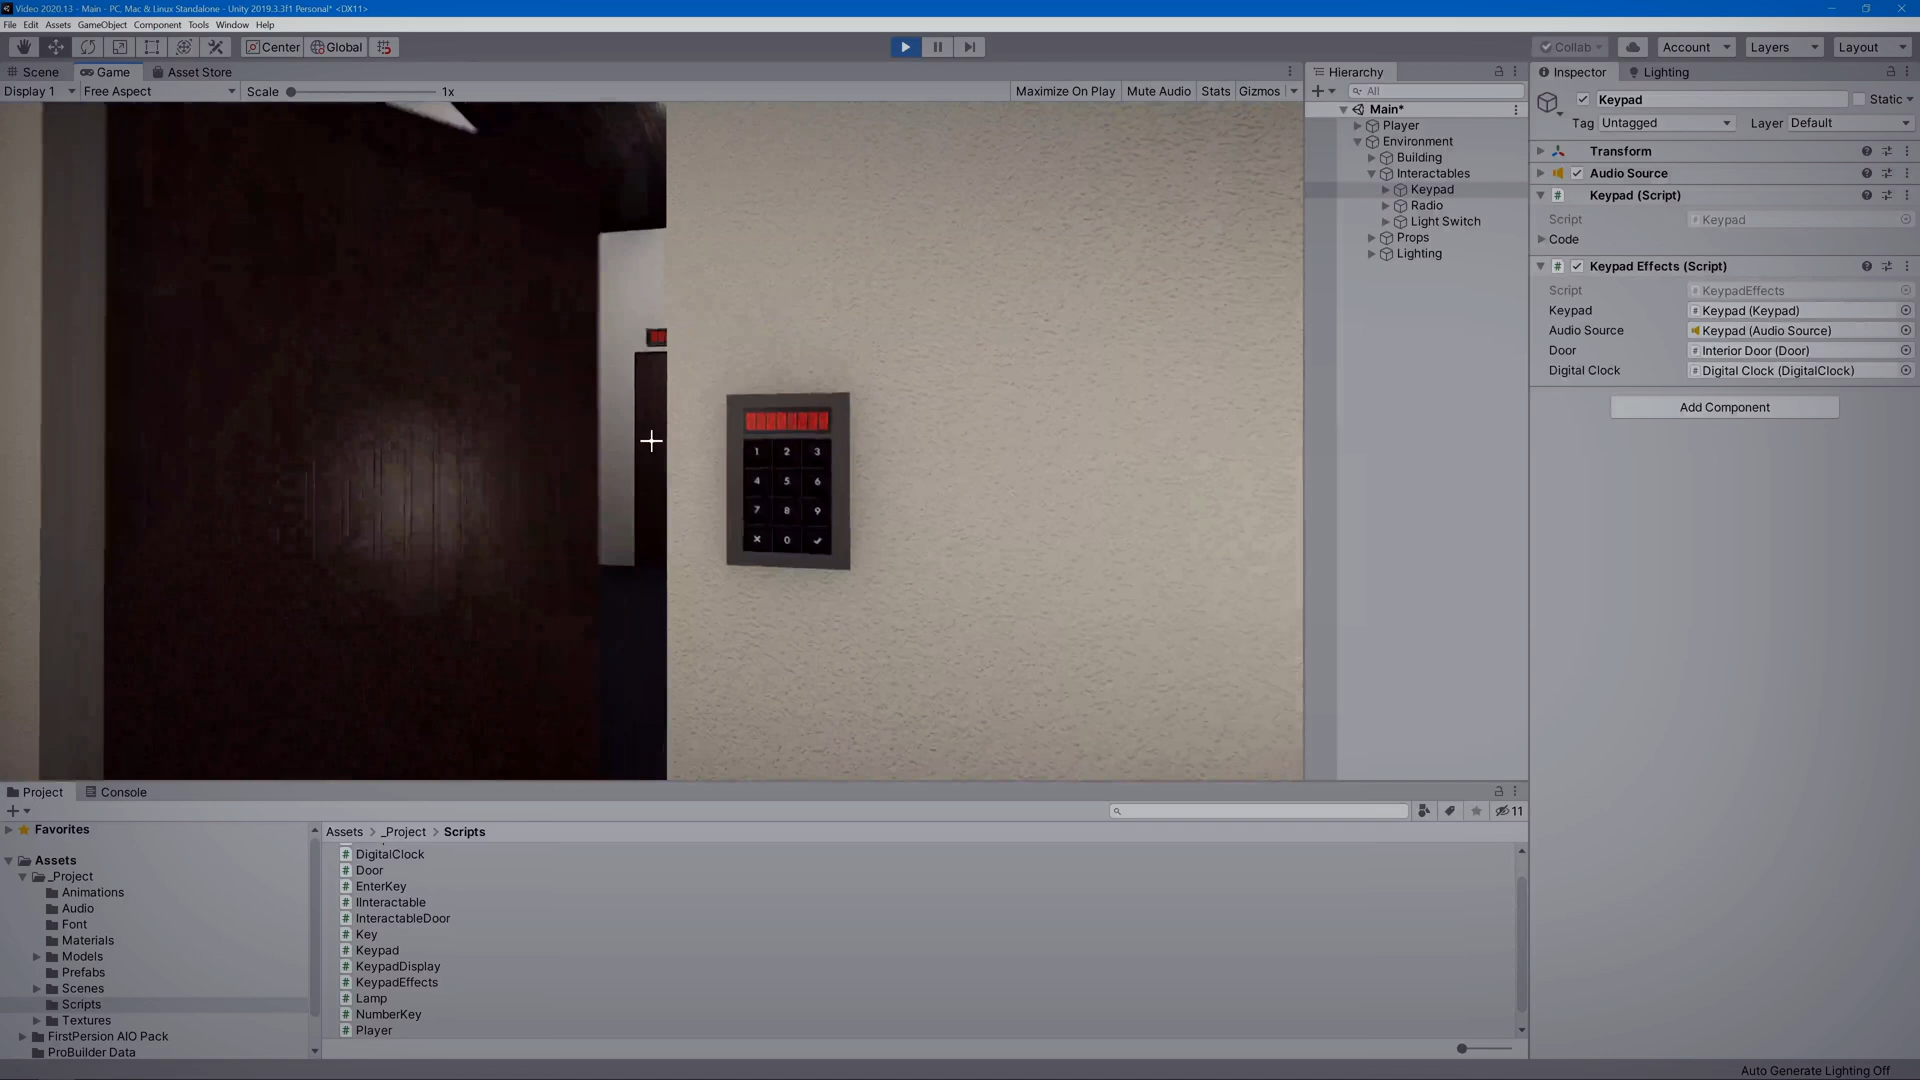 Video 2020.13 - Main - PC, Mac & Linux Standalone - Unity 2019.3.3f1 Personal* <DX11>
File Edit Assets GameObject Component Tools Window Help
Center Global Collab Account Layers Layout
Scene Game Asset Store
Display 1 Free Aspect Scale 1x Maximize On Play Mute Audio Stats Gizmos
1 2 3
4 5 6
7 8 9
0
Hierarchy
All
Main*
Player
Environment
Building
Interactables
Keypad
Radio
Light Switch
Props
Lighting
Inspector Lighting
Keypad Static
Tag Untagged Layer Default
Transform
Audio Source
Keypad (Script)
Script Keypad
Code
Keypad Effects (Script)
Script KeypadEffects
Keypad Keypad (Keypad)
Audio Source Keypad (Audio Source)
Door Interior Door (Door)
Digital Clock Digital Clock (DigitalClock)
Add Component
Project Console
11
Favorites
Assets
_Project
Animations
Audio
Font
Materials
Models
Prefabs
Scenes
Scripts
Textures
FirstPersion AIO Pack
ProBuilder Data
Assets > _Project > Scripts
DigitalClock
Door
EnterKey
IInteractable
InteractableDoor
Key
Keypad
KeypadDisplay
KeypadEffects
Lamp
NumberKey
Player
Auto Generate Lighting Off